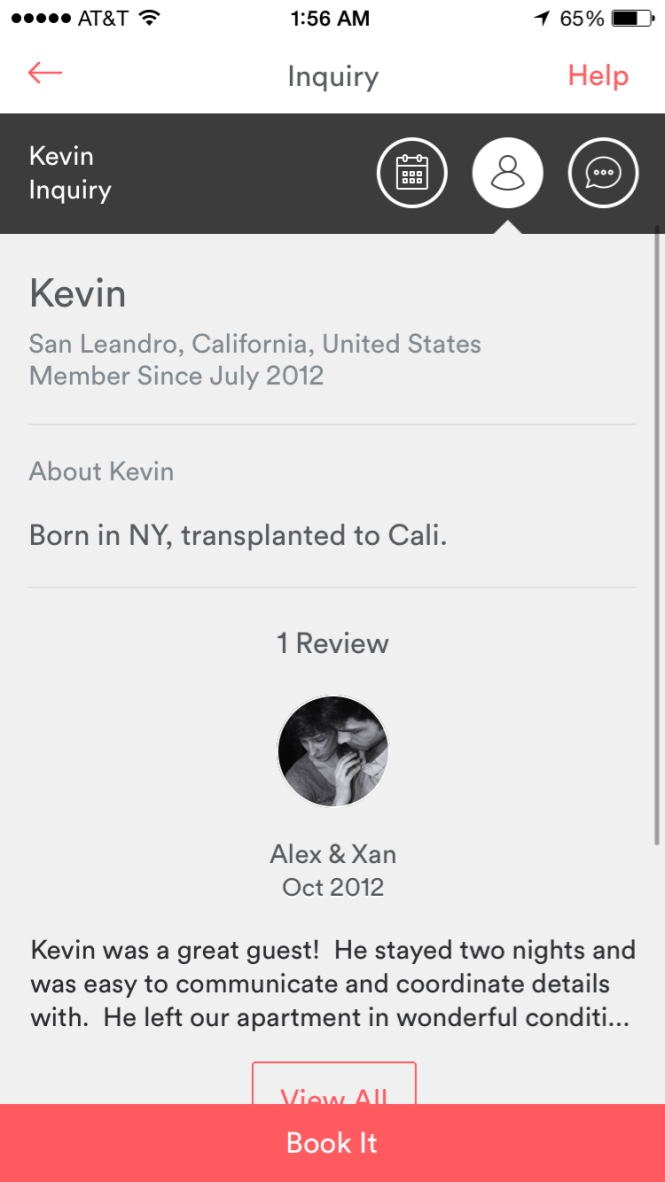 AT&T 1:56 AM 65%
Inquiry Help
Kevin
Inquiry
Kevin
San Leandro, California, United States
Member Since July 2012
About Kevin
Born in NY, transplanted to Cali.
1 Review
Alex & Xan
Oct 2012
Kevin was a great guest!  He stayed two nights and
was easy to communicate and coordinate details
with.  He left our apartment in wonderful conditi...
View All
Book It